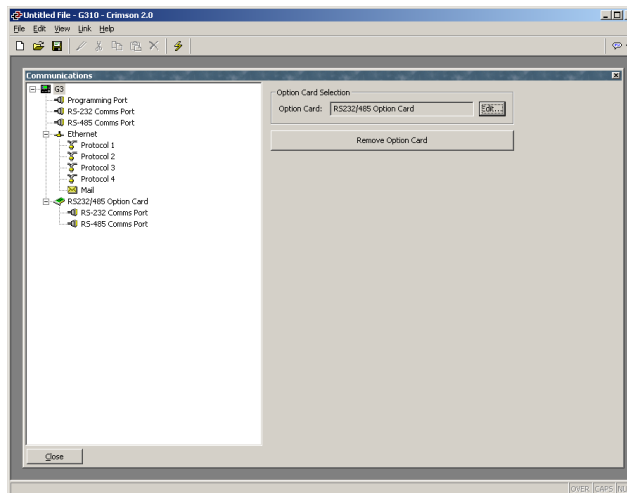 Untitled File - G310 - Crimson 2.0
File Edit View Link Help
Communications
G3
Programming Port
RS-232 Comms Port
RS-485 Comms Port
Ethernet
Protocol 1
Protocol 2
Protocol 3
Protocol 4
Mail
RS232/485 Option Card
RS-232 Comms Port
RS-485 Comms Port
Option Card Selection
Option Card: RS232/485 Option Card Edit...
Remove Option Card
Close
OVER CAPS NU